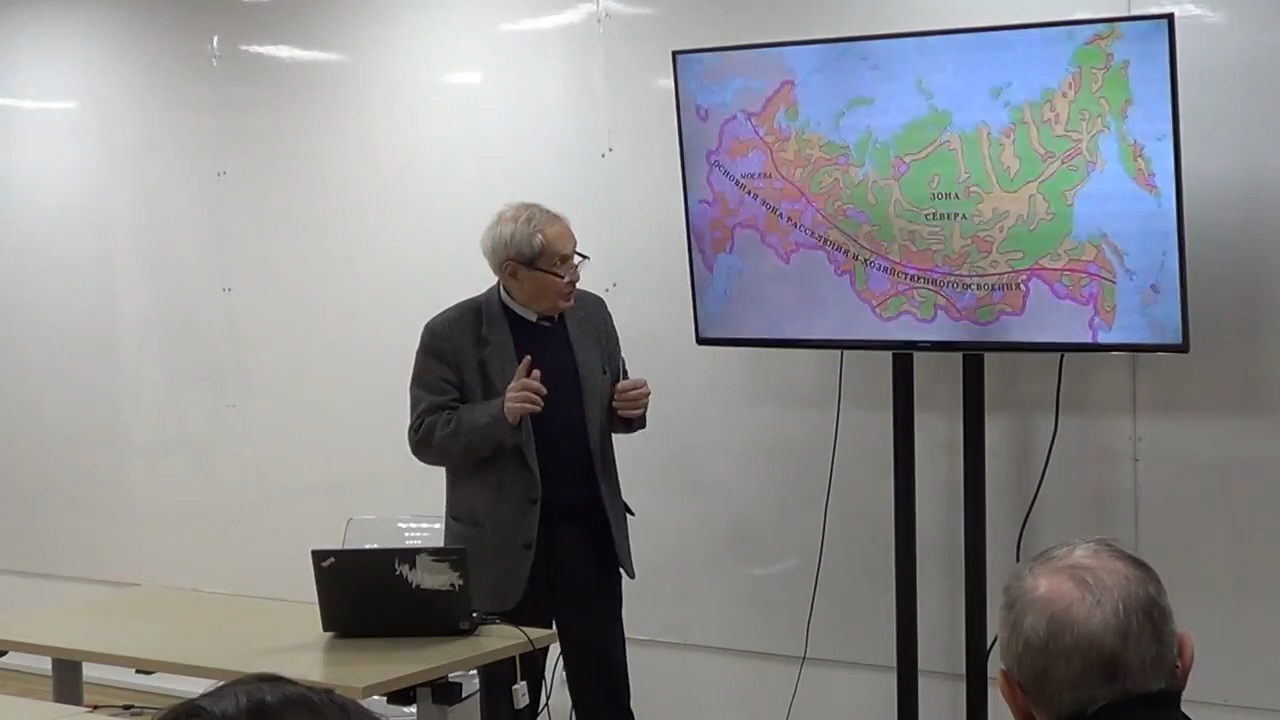 МОСКВА
ОСНОВНАЯ ЗОНА РАССЕЛЕНИЯ И ХОЗЯЙСТВЕННОГО ОСВОЕНИЯ
ЗОНА
СЕВЕРА